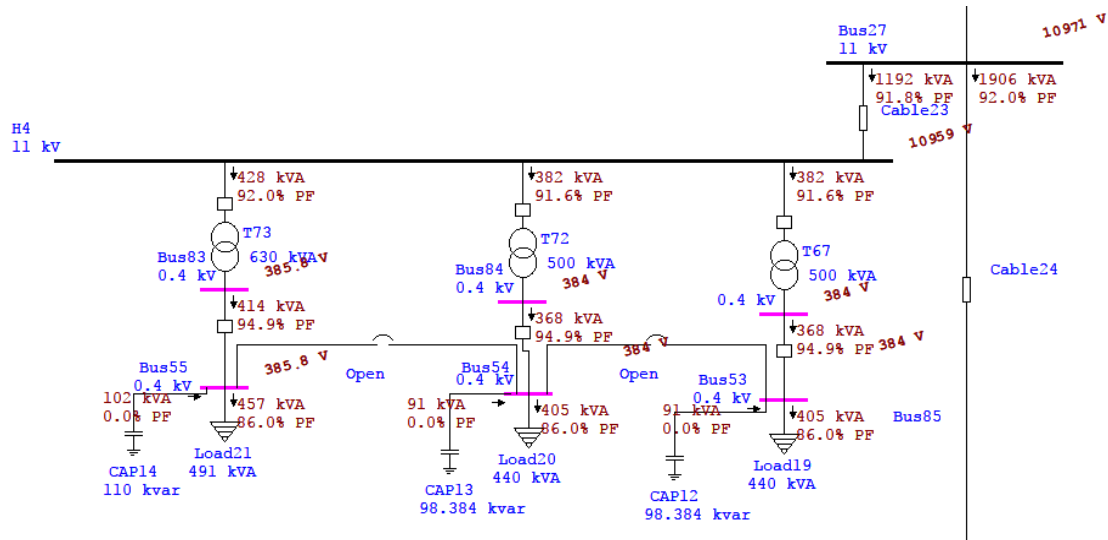 10971 V
Bus27
11 kV
1192 kVA
91.8% PF
1906 kVA
92.0% PF
Cable23
10959 V
H4
11 kV
428 kVA
92.0% PF
382 kVA
91.6% PF
382 kVA
91.6% PF
T73
630 kVA
T72
500 kVA
T67
500 kVA
Bus83
0.4 kV
385.8 V
Bus84
0.4 kV
384 V
0.4 kV
384 V
Cable24
414 kVA
94.9% PF
368 kVA
94.9% PF
368 kVA
94.9% PF
384 V
Bus55
0.4 kV
385.8 V
Open
Bus54
0.4 kV
384 V
Open
Bus53
0.4 kV
Bus85
102 kVA
0.0% PF
457 kVA
86.0% PF
91 kVA
0.0% PF
405 kVA
86.0% PF
91 kVA
0.0% PF
405 kVA
86.0% PF
CAP14
110 kvar
Load21
491 kVA
CAP13
98.384 kvar
Load20
440 kVA
CAP12
98.384 kvar
Load19
440 kVA